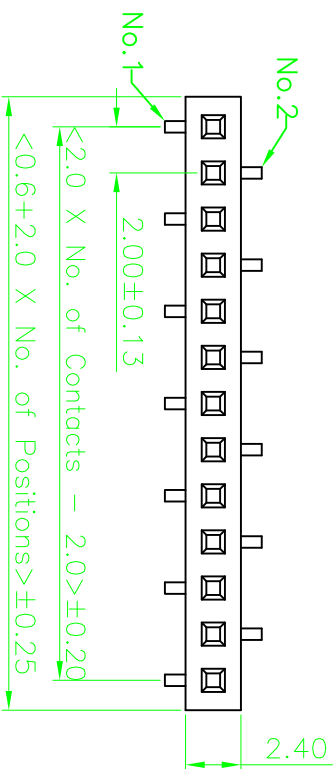 No.1
No.2
2.00±0.13
<2.0 X No. of Contacts - 2.0>±0.20
<0.6+2.0 X No. of Positions>±0.25
2.40